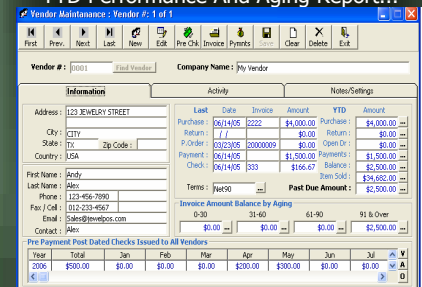 YTD Performance And Aging Report...
Vendor Maintanance : Vendor #: 1 of 1
First Prev. Next Last New Edit Pre Chk Invoice Pymnts Save Clear Delete Exit
Vendor # : 0001 Find Vendor Company Name : My Vendor
Information Activity Notes/Settings
Address : 123 JEWELRY STREET
City : CITY
State : TX Zip Code :
Country : USA
First Name : Andy
Last Name : Alex
Phone : 123-456-7890
Fax / Cell : 012-233-4567
Email : Sales@jewelpos.com
Contact : Alex
Last Date Invoice Amount YTD Amount
Purchase : 06/14/05 2222 $4,000.00 Purchase : $4,000.00 ...
Return : / / $0.00 Return : $0.00 ...
P.Order : 03/23/05 20000009 $0.00 Open Dr : $0.00 ...
Payment : 06/14/05 $1,500.00 Payments : $1,500.00 ...
Check : 06/14/05 333 $166.67 Balance : $2,500.00 ...
Item Sold : $34,682.00 ...
Terms : Net90 ... Past Due Amount : $2,500.00 ...
Invoice Amount Balance by Aging
0-30 31-60 61-90 91 & Over
$0.00 ... $0.00 ... $0.00 ... $2,500.00 ...
Pre Payment Post Dated Checks Issued to All Vendors
Year Total Jan Feb Mar Apr May Jun Jul V
2006 $500.00 $0.00 $0.00 $0.00 $200.00 $300.00 $0.00 $0.00 A
O